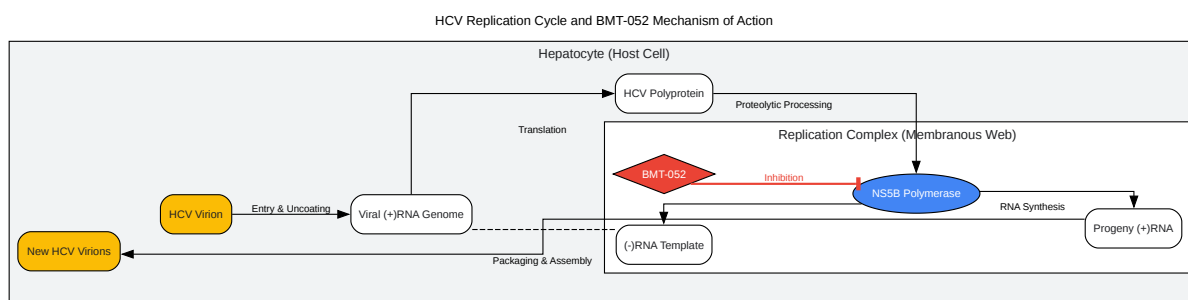 HCV Replication Cycle and BMT-052 Mechanism of Action
Hepatocyte (Host Cell)
HCV Polyprotein
Proteolytic Processing
Translation
Replication Complex (Membranous Web)
BMT-052
Inhibition
NS5B Polymerase
HCV Virion
Entry & Uncoating
Viral (+)RNA Genome
RNA Synthesis
Progeny (+)RNA
(-)RNA Template
New HCV Virions
Packaging & Assembly